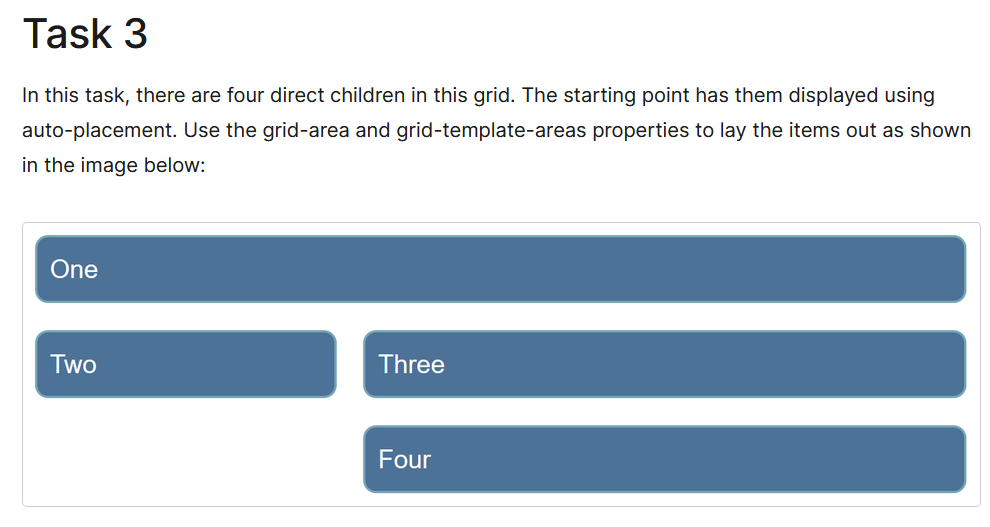 Task 3
In this task, there are four direct children in this grid. The starting point has them displayed using
auto-placement. Use the grid-area and grid-template-areas properties to lay the items out as shown
in the image below:
One
Two
Three
Four